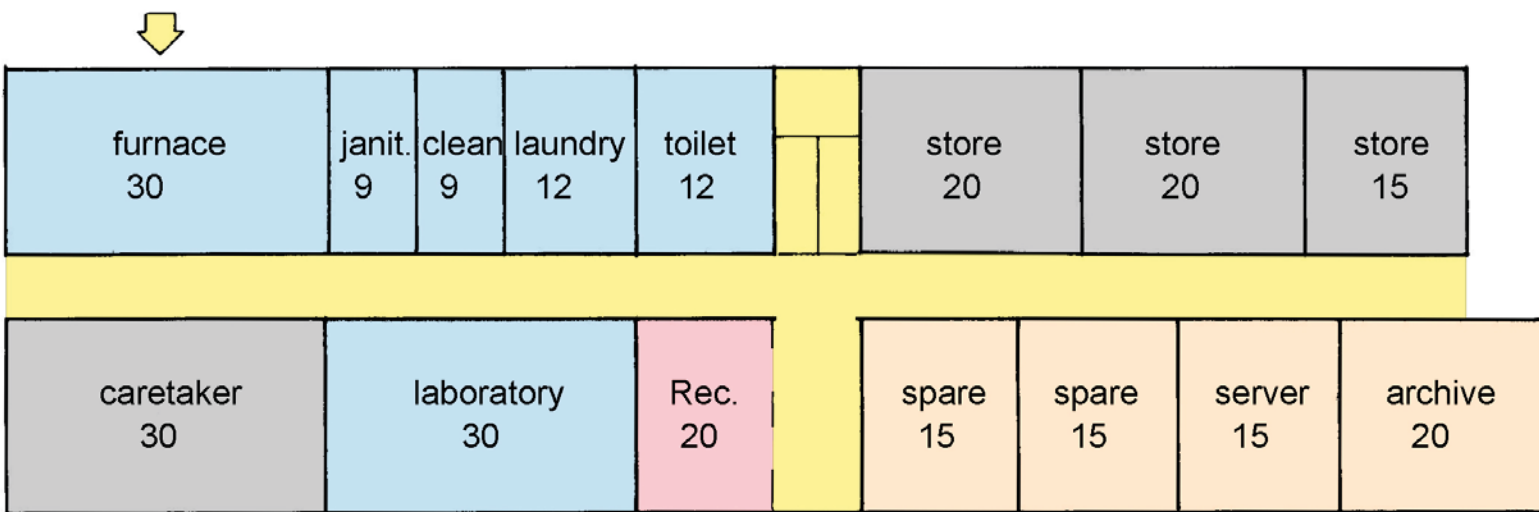 furnace
30
janit.
9
clean
9
laundry
12
toilet
12
store
20
store
20
store
15
caretaker
30
laboratory
30
Rec.
20
spare
15
spare
15
server
15
archive
20